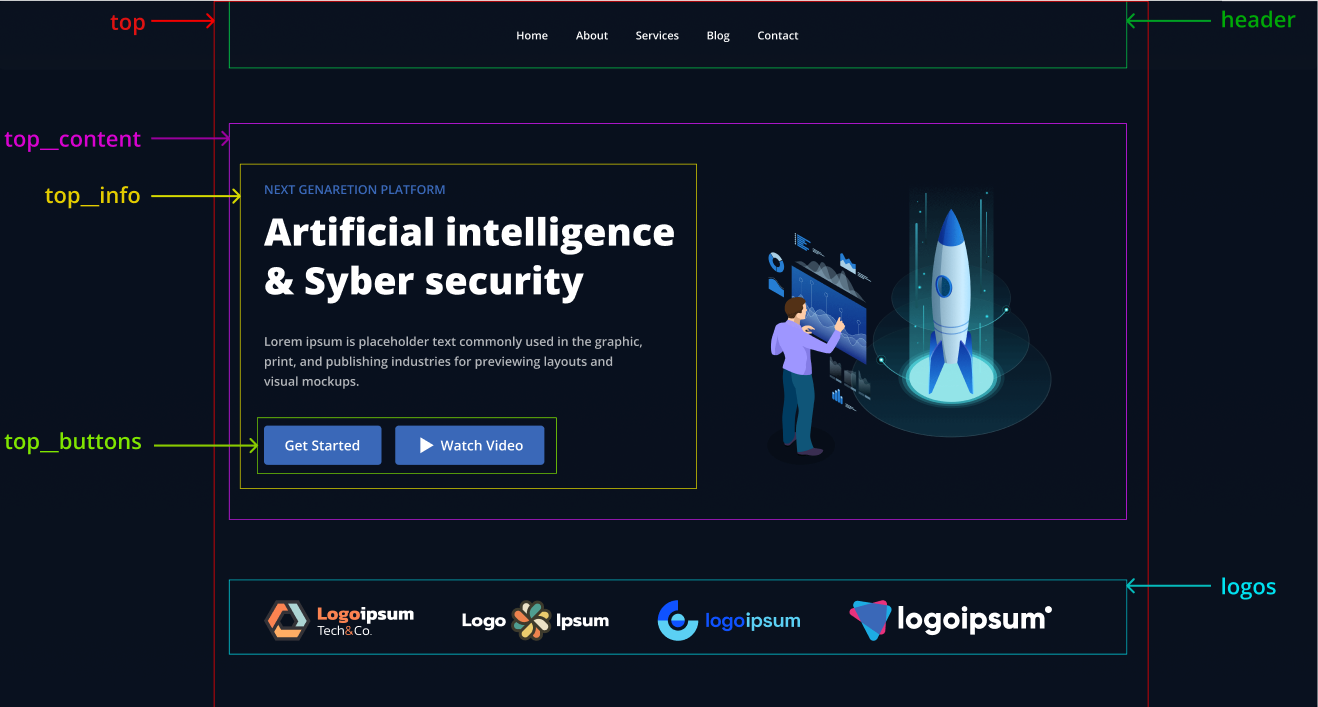 top
header
Home About Services Blog Contact
top__content
top__info
NEXT GENARETION PLATFORM
Artificial intelligence
& Syber security
Lorem ipsum is placeholder text commonly used in the graphic,
print, and publishing industries for previewing layouts and
visual mockups.
top__buttons
Get Started
Watch Video
logos
Logoipsum
Tech&Co.
Logo Ipsum
logoipsum
logoipsum